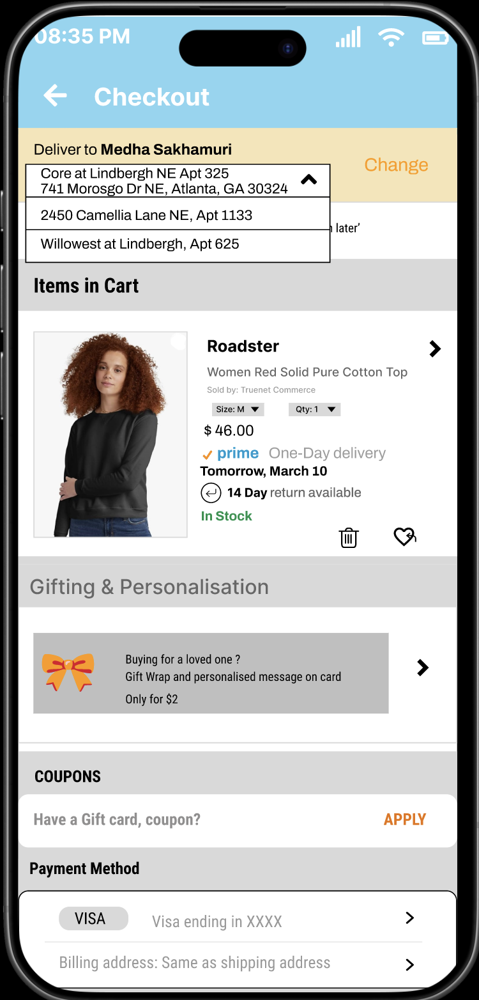 08:35 PM
Checkout
Deliver to Medha Sakhamuri
Change
Core at Lindbergh NE Apt 325
741 Morosgo Dr NE, Atlanta, GA 30324
2450 Camellia Lane NE, Apt 1133
later’
Willowest at Lindbergh, Apt 625
Items in Cart
Roadster
Women Red Solid Pure Cotton Top
Sold by: Truenet Commerce
Size: M
Qty: 1
$ 46.00
prime One-Day delivery
Tomorrow, March 10
14 Day return available
In Stock
Gifting & Personalisation
Buying for a loved one ?
Gift Wrap and personalised message on card
Only for $2
COUPONS
Have a Gift card, coupon?
APPLY
Payment Method
VISA
Visa ending in XXXX
Billing address: Same as shipping address